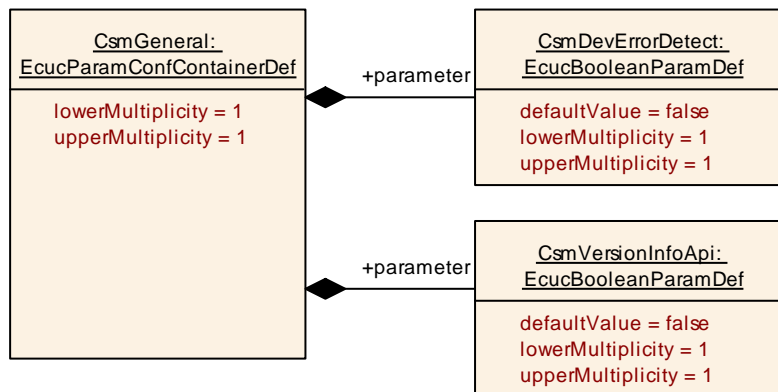 CsmGeneral:
EcucParamConfContainerDef
lowerMultiplicity = 1
upperMultiplicity = 1
+parameter
CsmDevErrorDetect:
EcucBooleanParamDef
defaultValue = false
lowerMultiplicity = 1
upperMultiplicity = 1
+parameter
CsmVersionInfoApi:
EcucBooleanParamDef
defaultValue = false
lowerMultiplicity = 1
upperMultiplicity = 1